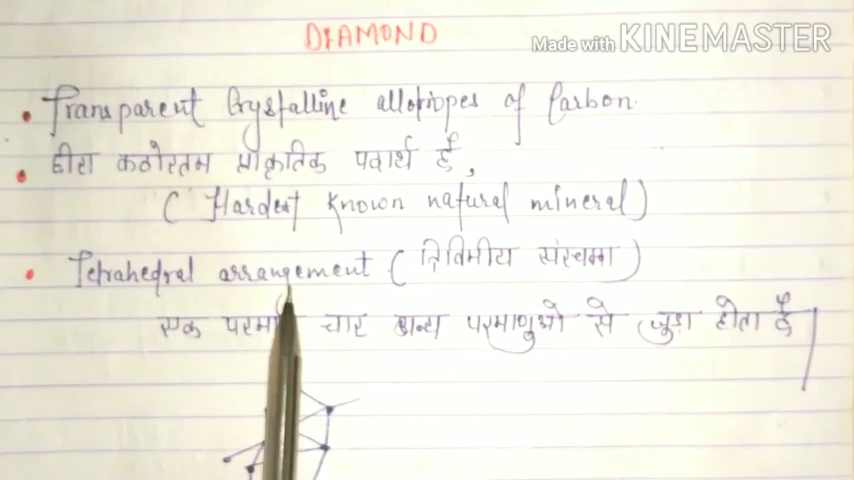 DIAMOND
Made with KINEMASTER
• Transparent Crystalline allotropes of Carbon.
• हीरा कठोरतम प्राकृतिक पदार्थ है,
( Hardest known natural mineral )
• Tetrahedral arrangement ( त्रिविमीय संरचना )
एक चार अन्य परमाणुओ से जुड़ा होता है|